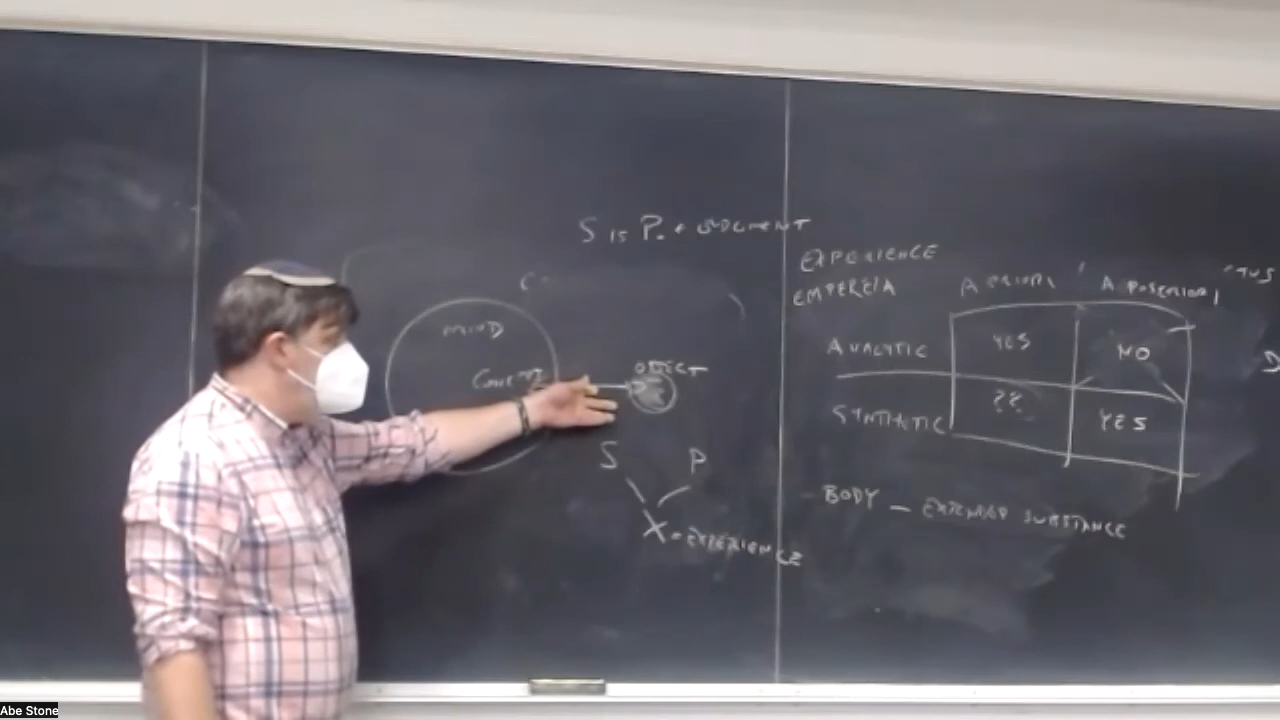 S IS P. JUDGMENT
MIND
OBJECT
S P
X = EXPERIENCE
EXPERIENCE
EMPEREIA
A PRIORI A POSTERIORI
ANALYTIC YES NO
SYNTHETIC ?? YES
BODY — EXTENDED SUBSTANCE
Abe Stone